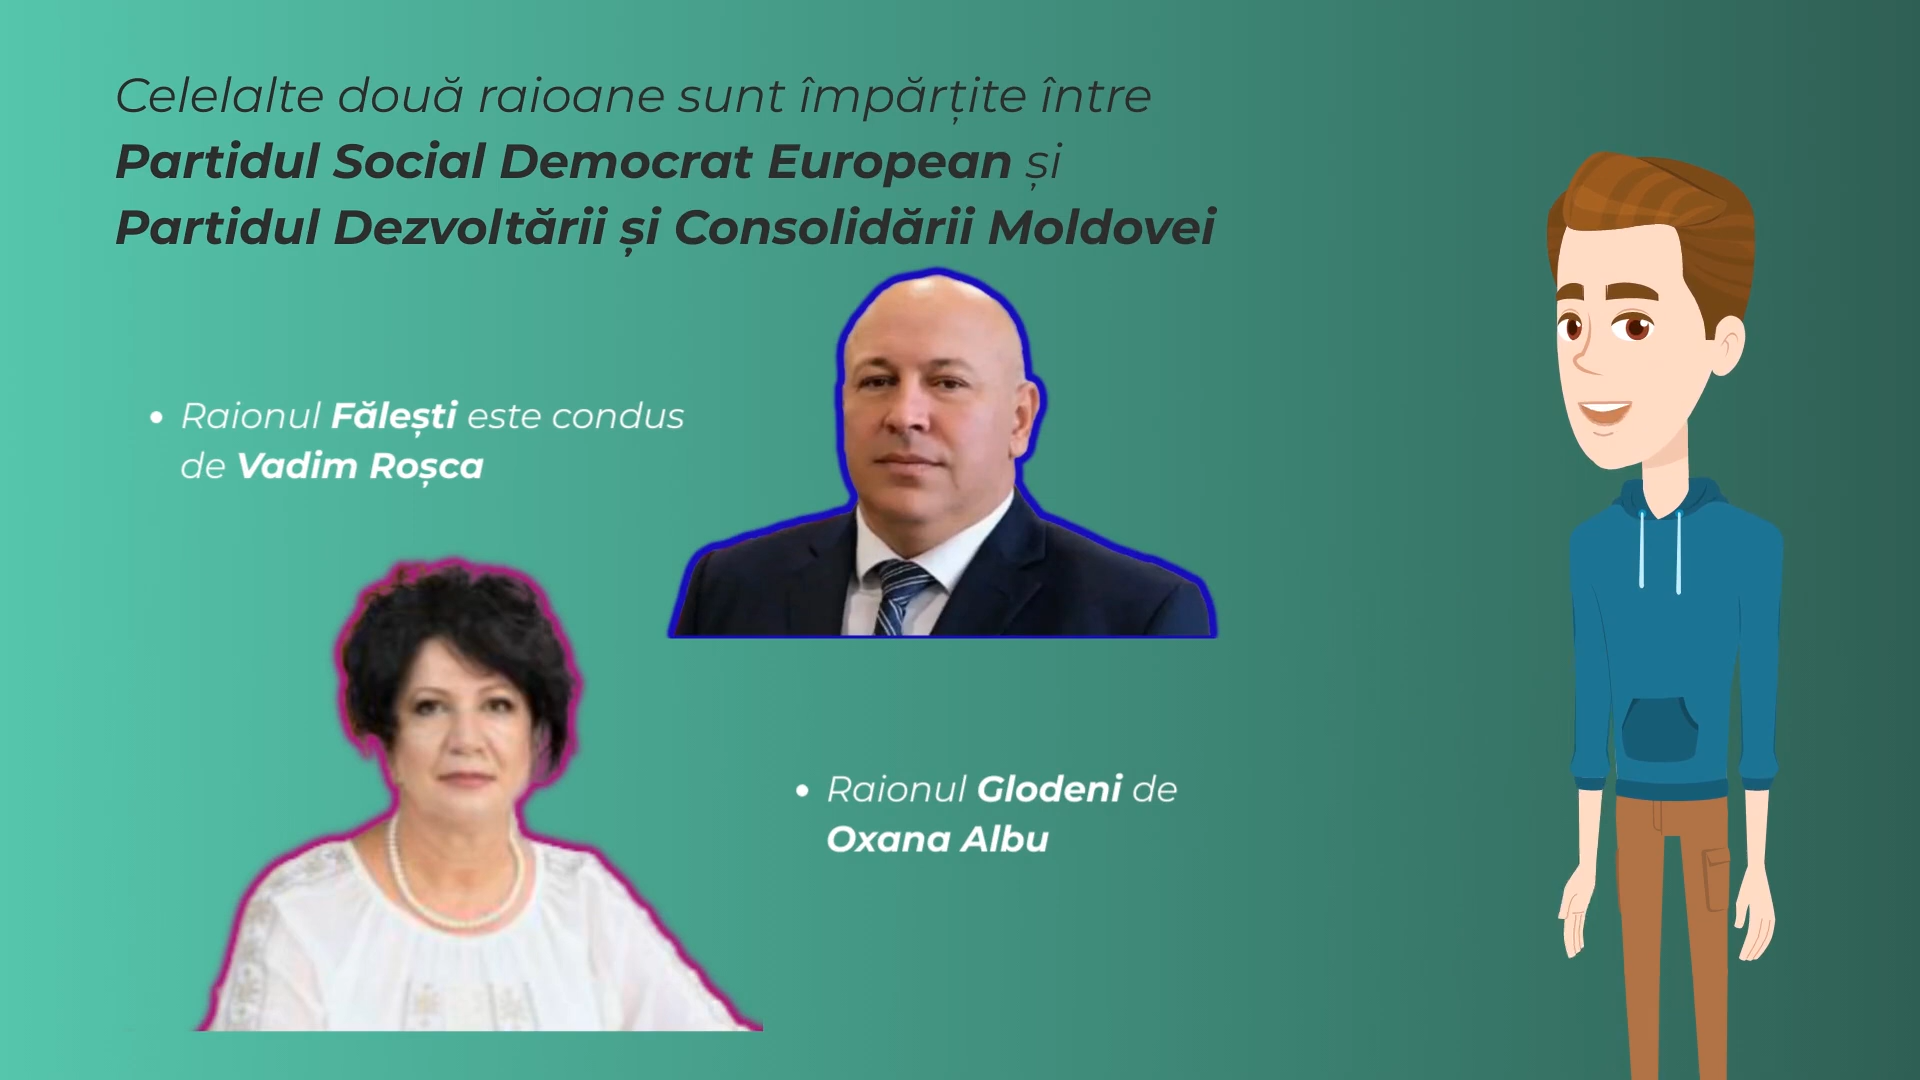 Celelalte două raioane sunt împărțite între
Partidul Social Democrat European și
Partidul Dezvoltării și Consolidării Moldovei
Raionul Fălești este condus
de Vadim Roșca
Raionul Glodeni de
Oxana Albu